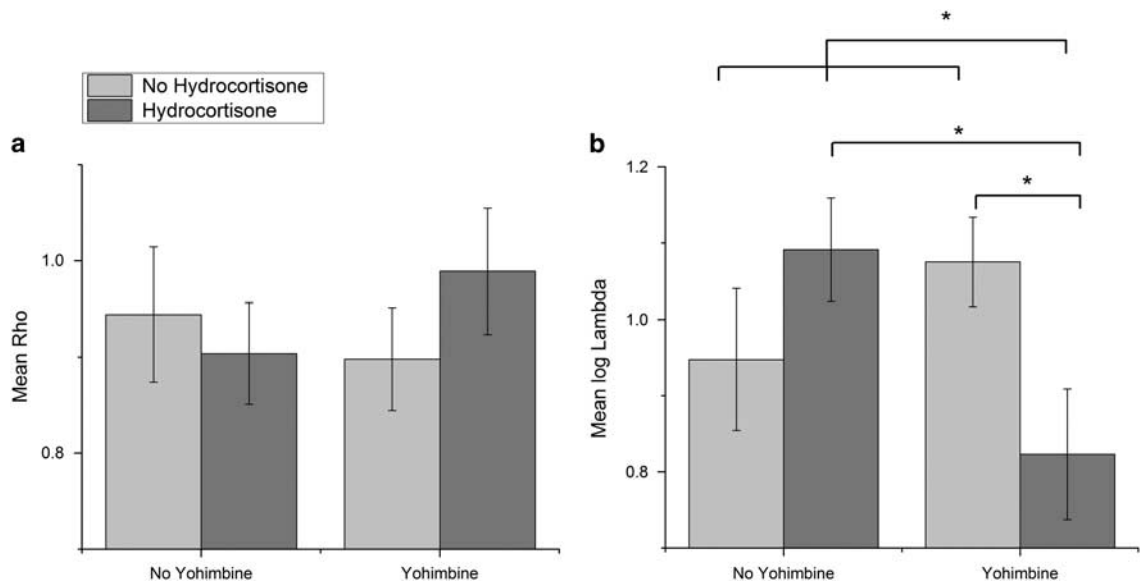 *
No Hydrocortisone
Hydrocortisone
a
Mean Rho
1.0
0.8
No Yohimbine
Yohimbine
b
*
*
Mean log Lambda
1.2
1.0
0.8
No Yohimbine
Yohimbine